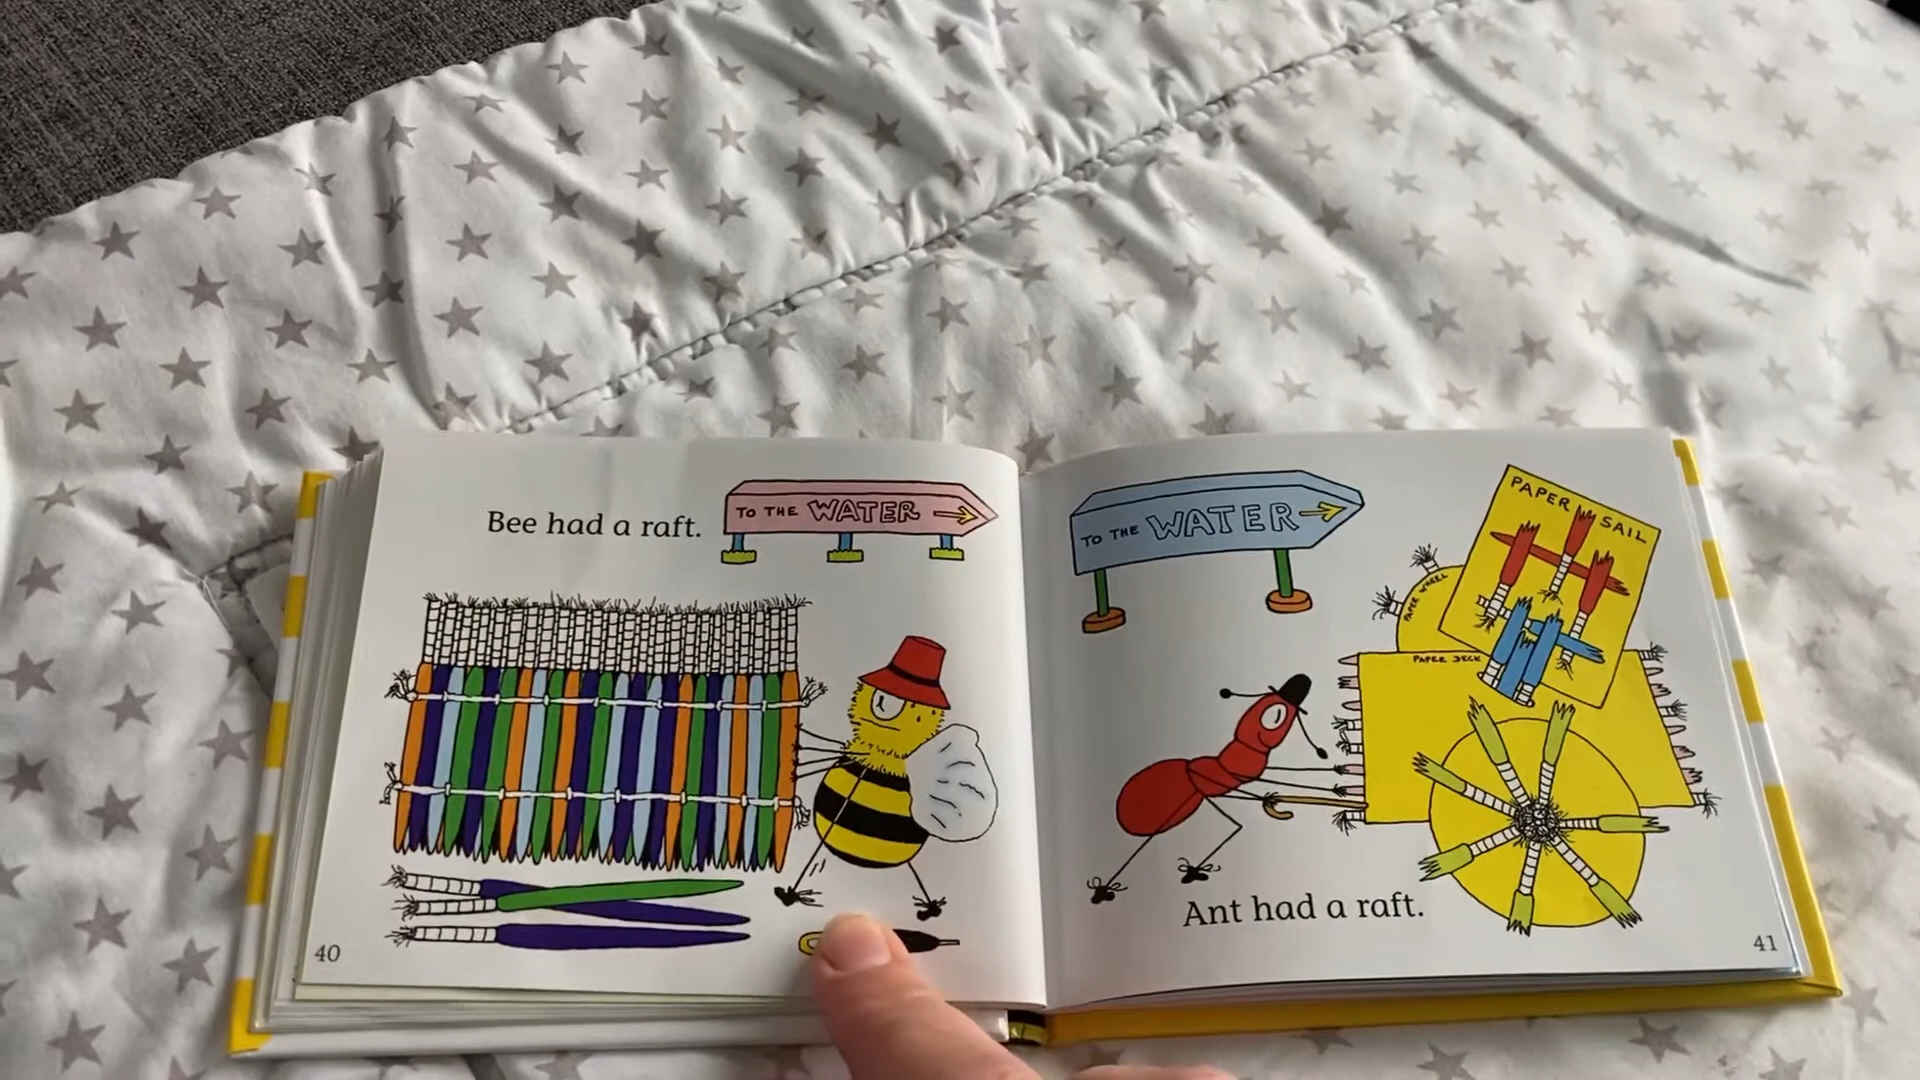 Bee had a raft.
TO THE WATER
40
TO THE WATER
PAPER SAIL
PAPER WHEEL
PAPER DECK
Ant had a raft.
41